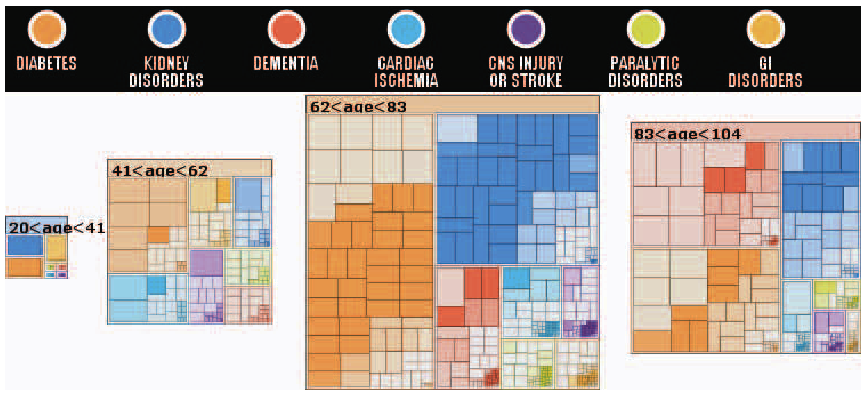 DIABETES
KIDNEY
DISORDERS
DEMENTIA
CARDIAC
ISCHEMIA
CNS INJURY
OR STROKE
PARALYTIC
DISORDERS
GI
DISORDERS
62<age<83
83<age<104
41<age<62
20<age<41